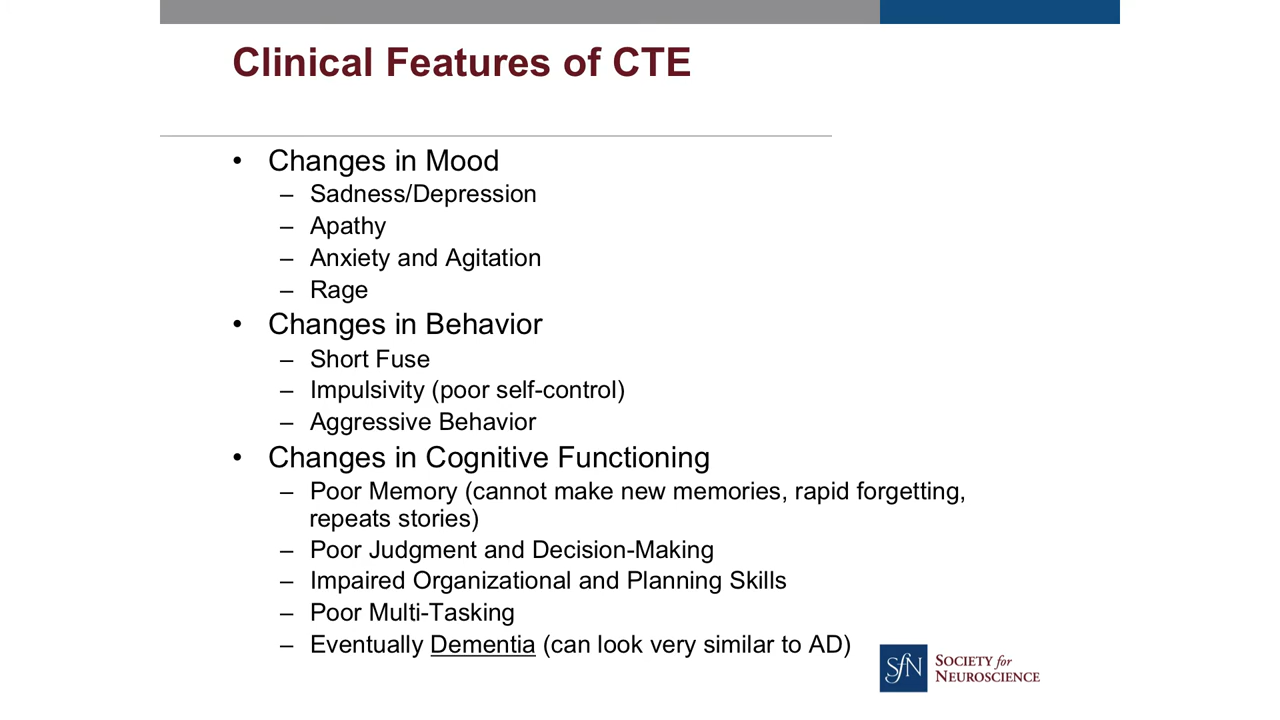 Clinical Features of CTE
• Changes in Mood
– Sadness/Depression
– Apathy
– Anxiety and Agitation
– Rage
• Changes in Behavior
– Short Fuse
– Impulsivity (poor self-control)
– Aggressive Behavior
• Changes in Cognitive Functioning
– Poor Memory (cannot make new memories, rapid forgetting,
repeats stories)
– Poor Judgment and Decision-Making
– Impaired Organizational and Planning Skills
– Poor Multi-Tasking
– Eventually Dementia (can look very similar to AD)
SfN
SOCIETY for
NEUROSCIENCE